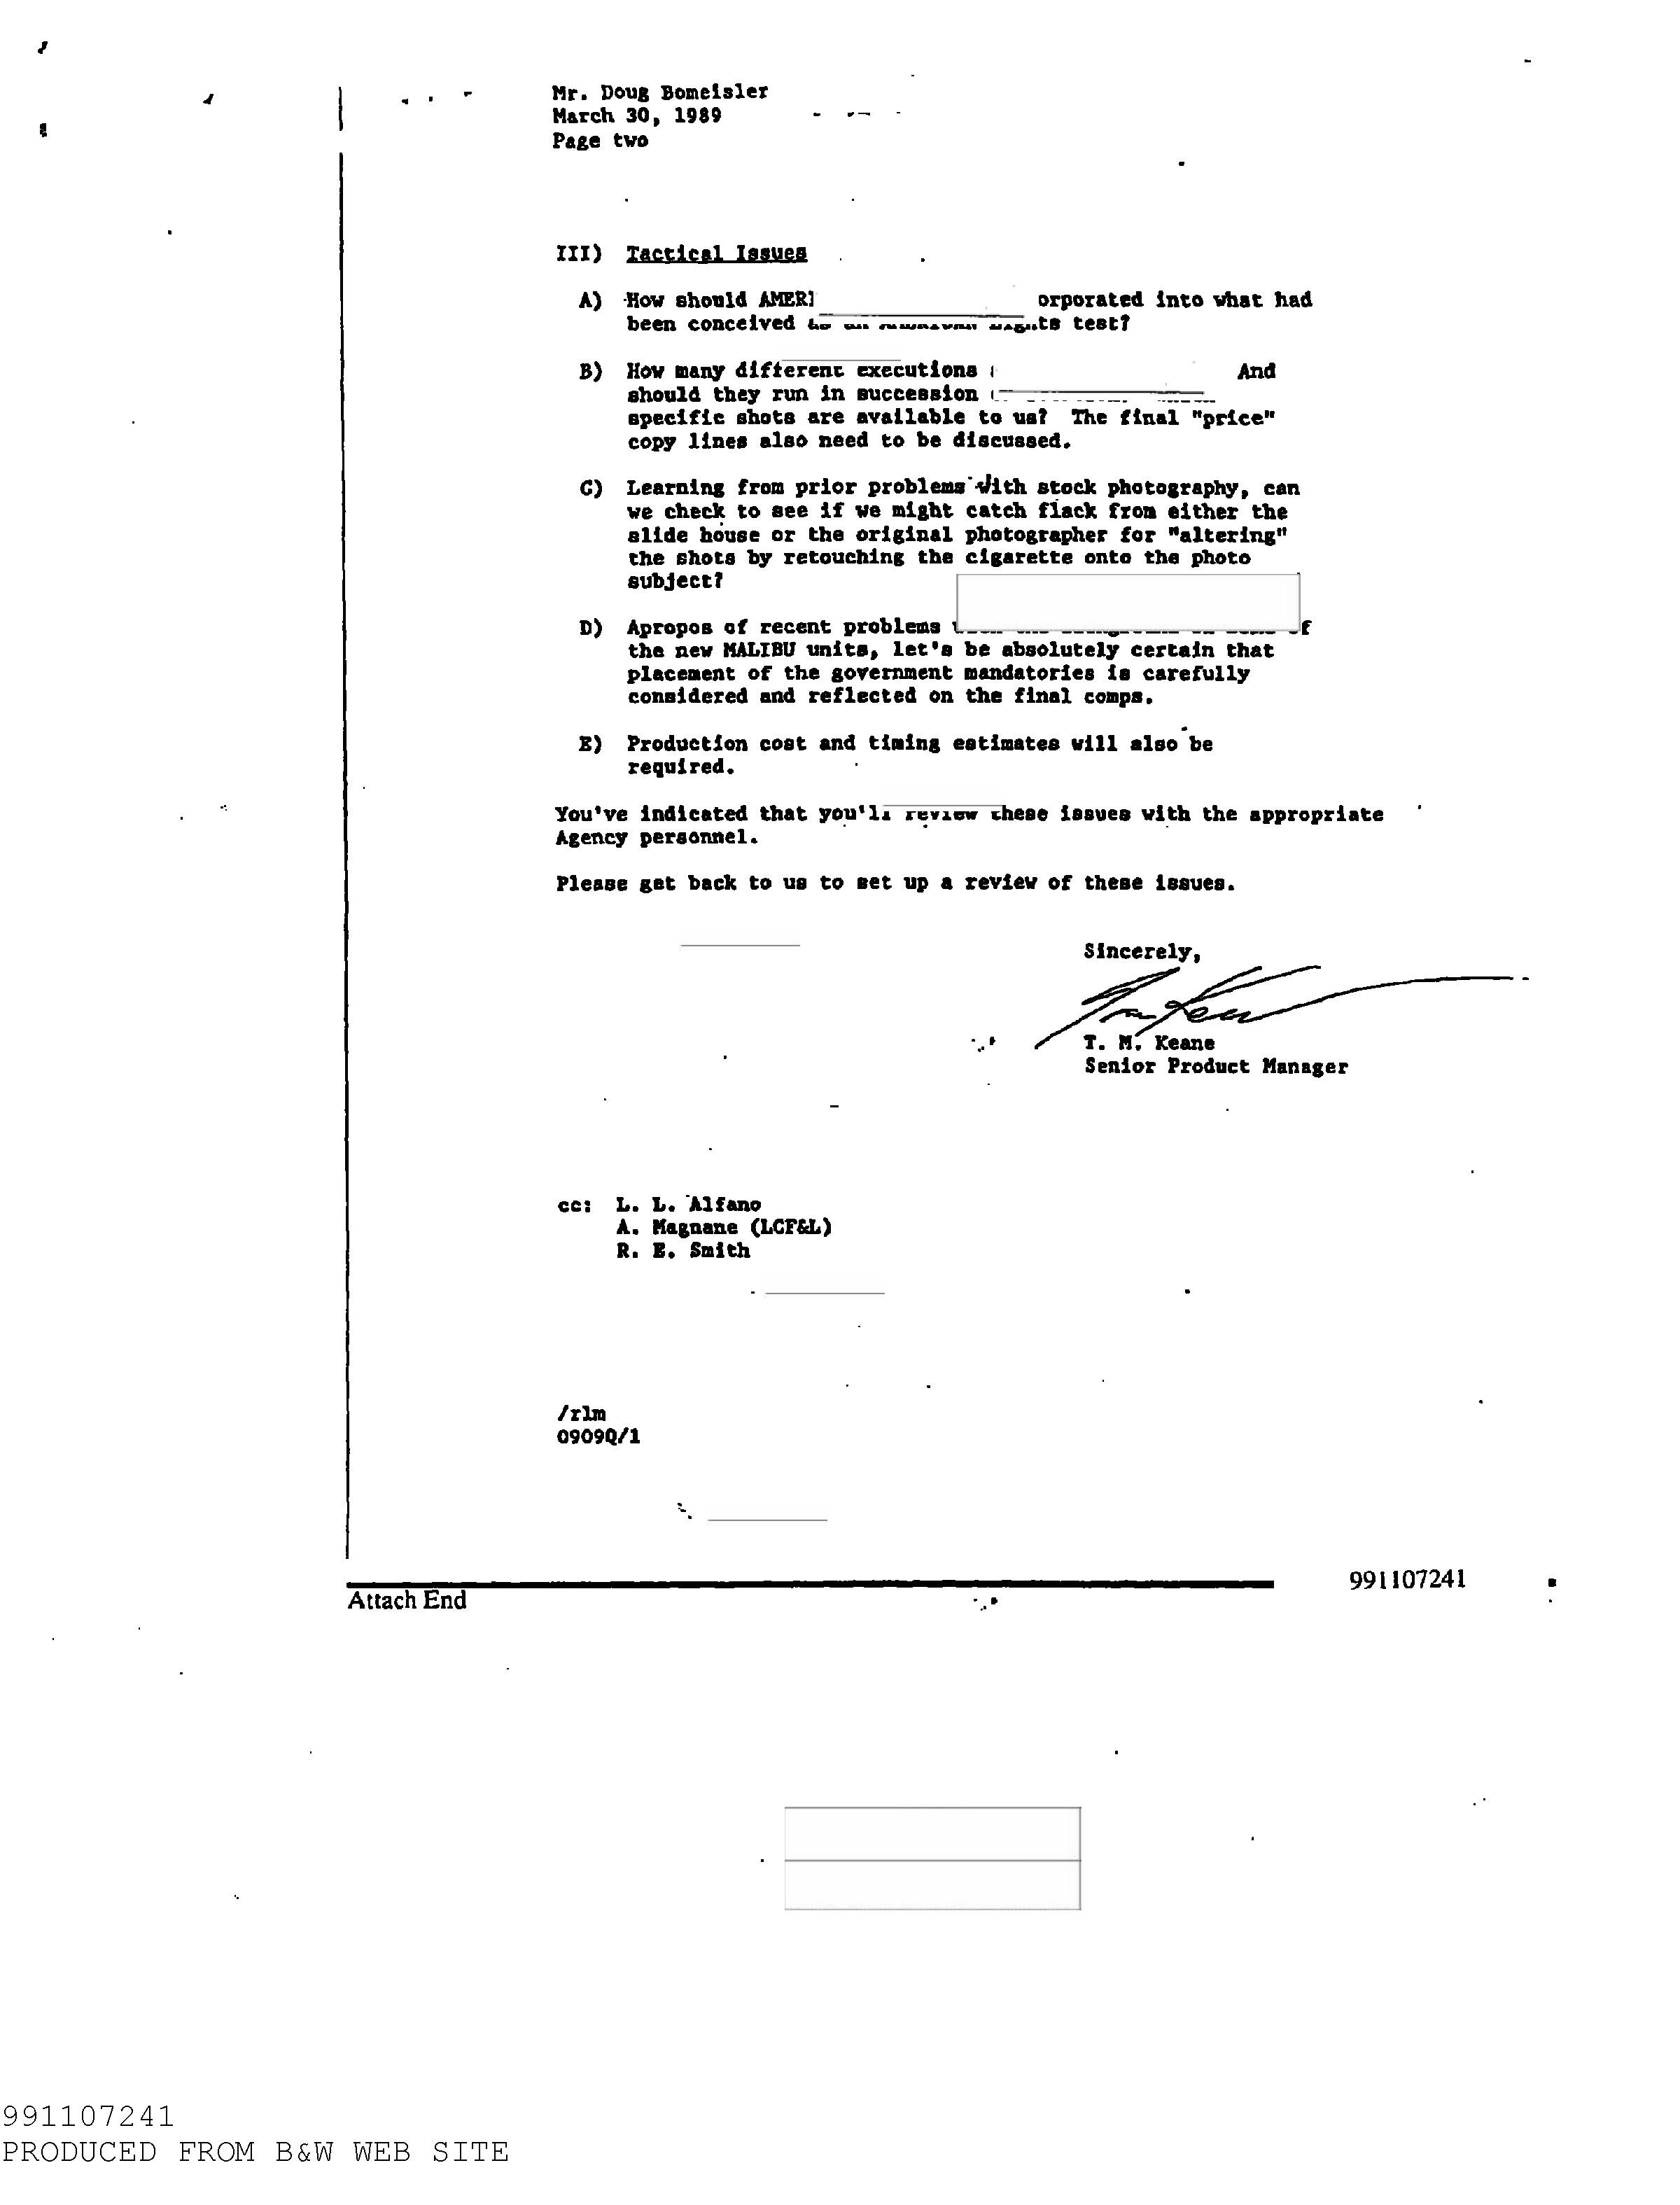 Mr. Doug Bomeisler
March 30, 1989
Page two
III) Tactical Issues
A) How should orporated into what had
been conceived test?
B) How many different executions And
should they run in succession
specific shots are available to us? The final "price"
copy lines also need to be discussed.
C) Learning from prior problems with stock photography, can
we check to see if we might catch flack from either the
slide house or the original photographer for "altering"
the shots by retouching the cigarette onto the photo
subject?
D) Apropos of recent problems
the new MALIBU units, let's be absolutely certain that
placement of the government mandatories is carefully
considered and reflected on the final comps.
E) Production cost and timing estimates will also be
required.
You've indicated that you'll review these issues with the appropriate
Agency personnel.
Please get back to us to set up a review of these issues.
Sincerely,
T. M. Keane
Senior Product Manager
cc: L. L. Alfano
A. Magnane (LCF&L)
R. E. Smith
/rlm
0909Q/1
991107241
Attach End
991107241
PRODUCED FROM B&W WEB SITE